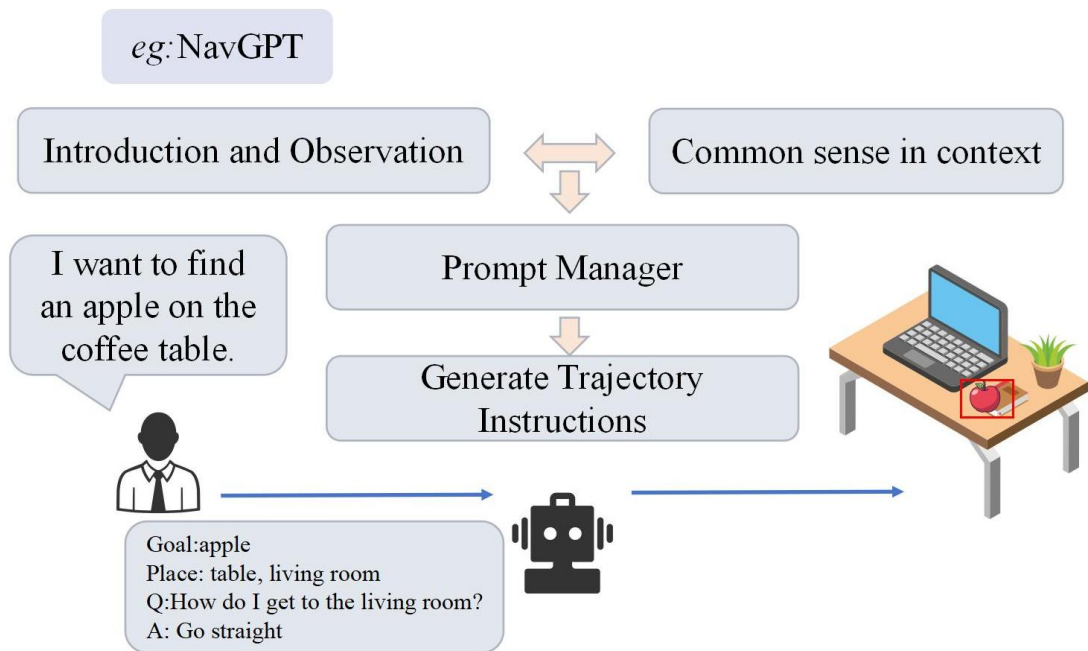 eg:NavGPT
Introduction and Observation
Common sense in context
I want to find
an apple on the
coffee table.
Prompt Manager
Generate Trajectory
Instructions
Goal:apple
Place: table, living room
Q:How do I get to the living room?
A: Go straight